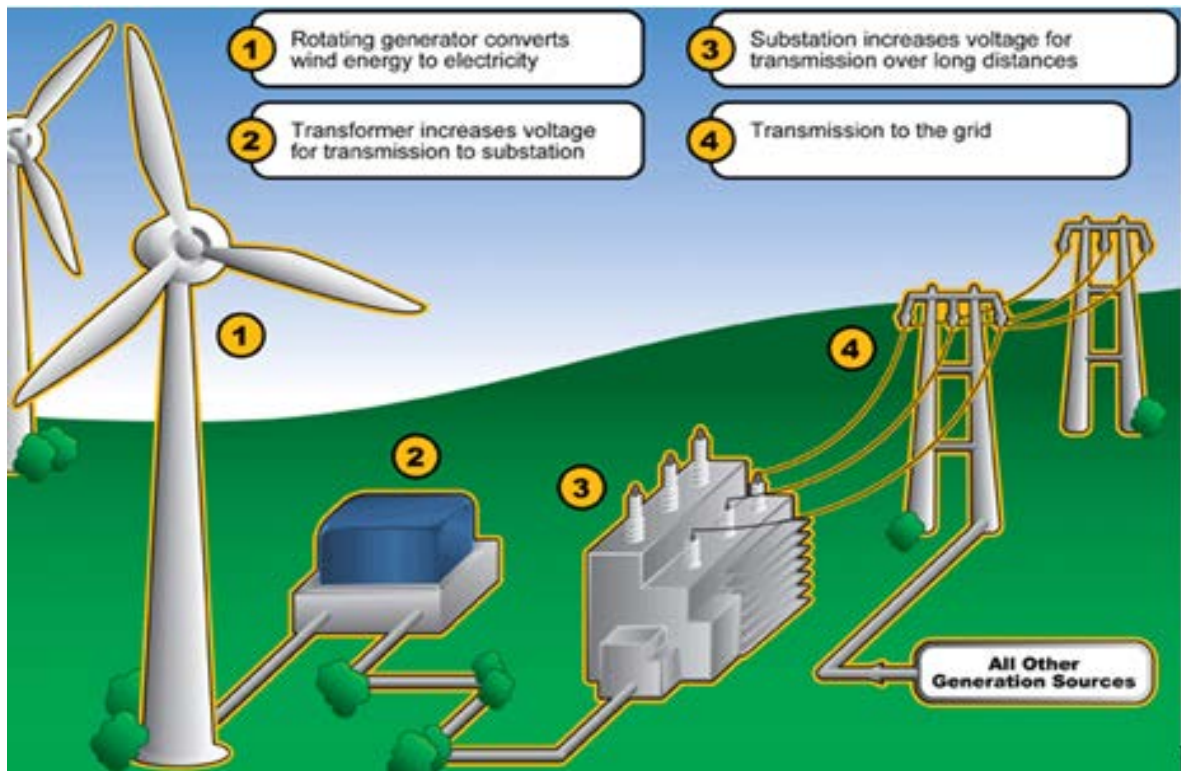 1
Rotating generator converts
wind energy to electricity
2
Transformer increases voltage
for transmission to substation
3
Substation increases voltage for
transmission over long distances
4
Transmission to the grid
1
2
3
4
All Other
Generation Sources